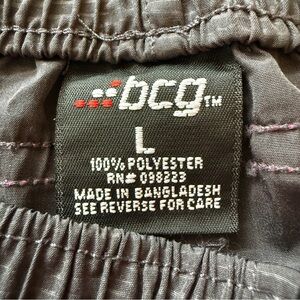 bcg™
L
100% POLYESTER
RN# 098223
MADE IN BANGLADESH
SEE REVERSE FOR CARE